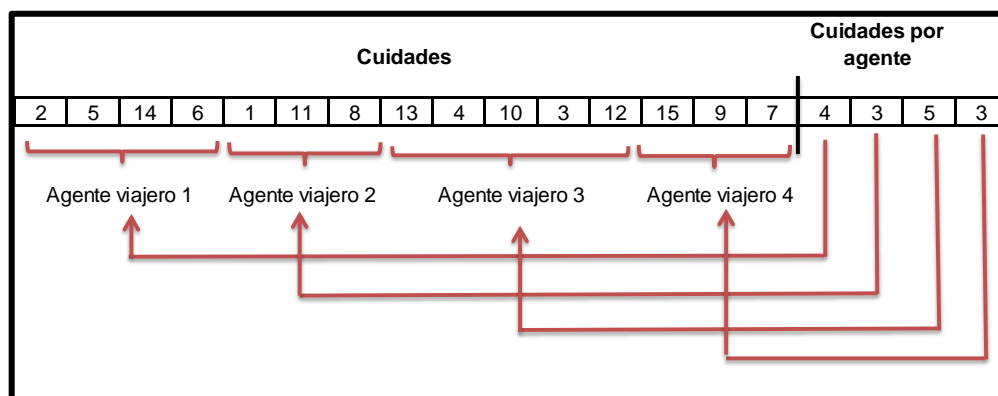 Cuidades
Cuidades por
agente
2 5 14 6 1 11 8 13 4 10 3 12 15 9 7 4 3 5 3
Agente viajero 1 Agente viajero 2 Agente viajero 3 Agente viajero 4